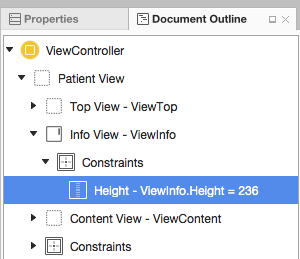 Properties
Document Outline
ViewController
Patient View
Top View - ViewTop
Info View - ViewInfo
Constraints
Height - ViewInfo.Height = 236
Content View - ViewContent
Constraints